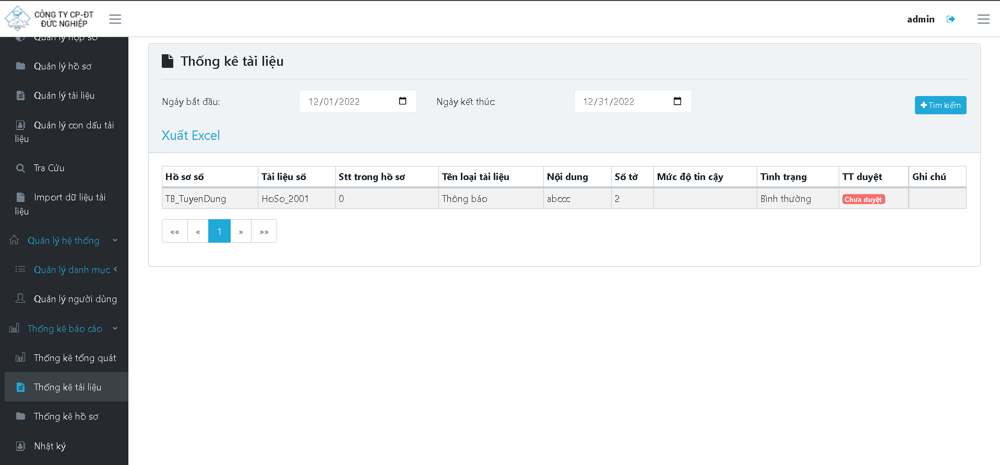 CÔNG TY CP-ĐT
ĐỨC NGHIỆP
admin
Quản lý hộp số
Quản lý hồ sơ
Quản lý tài liệu
Quản lý con dấu tài
liệu
Tra Cứu
Import dữ liệu tài
liệu
Quản lý hệ thống
Quản lý danh mục
Quản lý người dùng
Thống kê báo cáo
Thống kê tổng quát
Thống kê tài liệu
Thống kê hồ sơ
Nhật ký
Thống kê tài liệu
Ngày bắt đầu: 12/01/2022 Ngày kết thúc: 12/31/2022 Tìm kiếm
Xuất Excel
Hồ sơ số Tài liệu số Stt trong hồ sơ Tên loại tài liệu Nội dung Số tờ Mức độ tin cậy Tình trạng TT duyệt Ghi chú
TB_TuyenDung HoSo_2001 0 Thông báo abccc 2 Bình thường Chưa duyệt
«« « 1 » »»